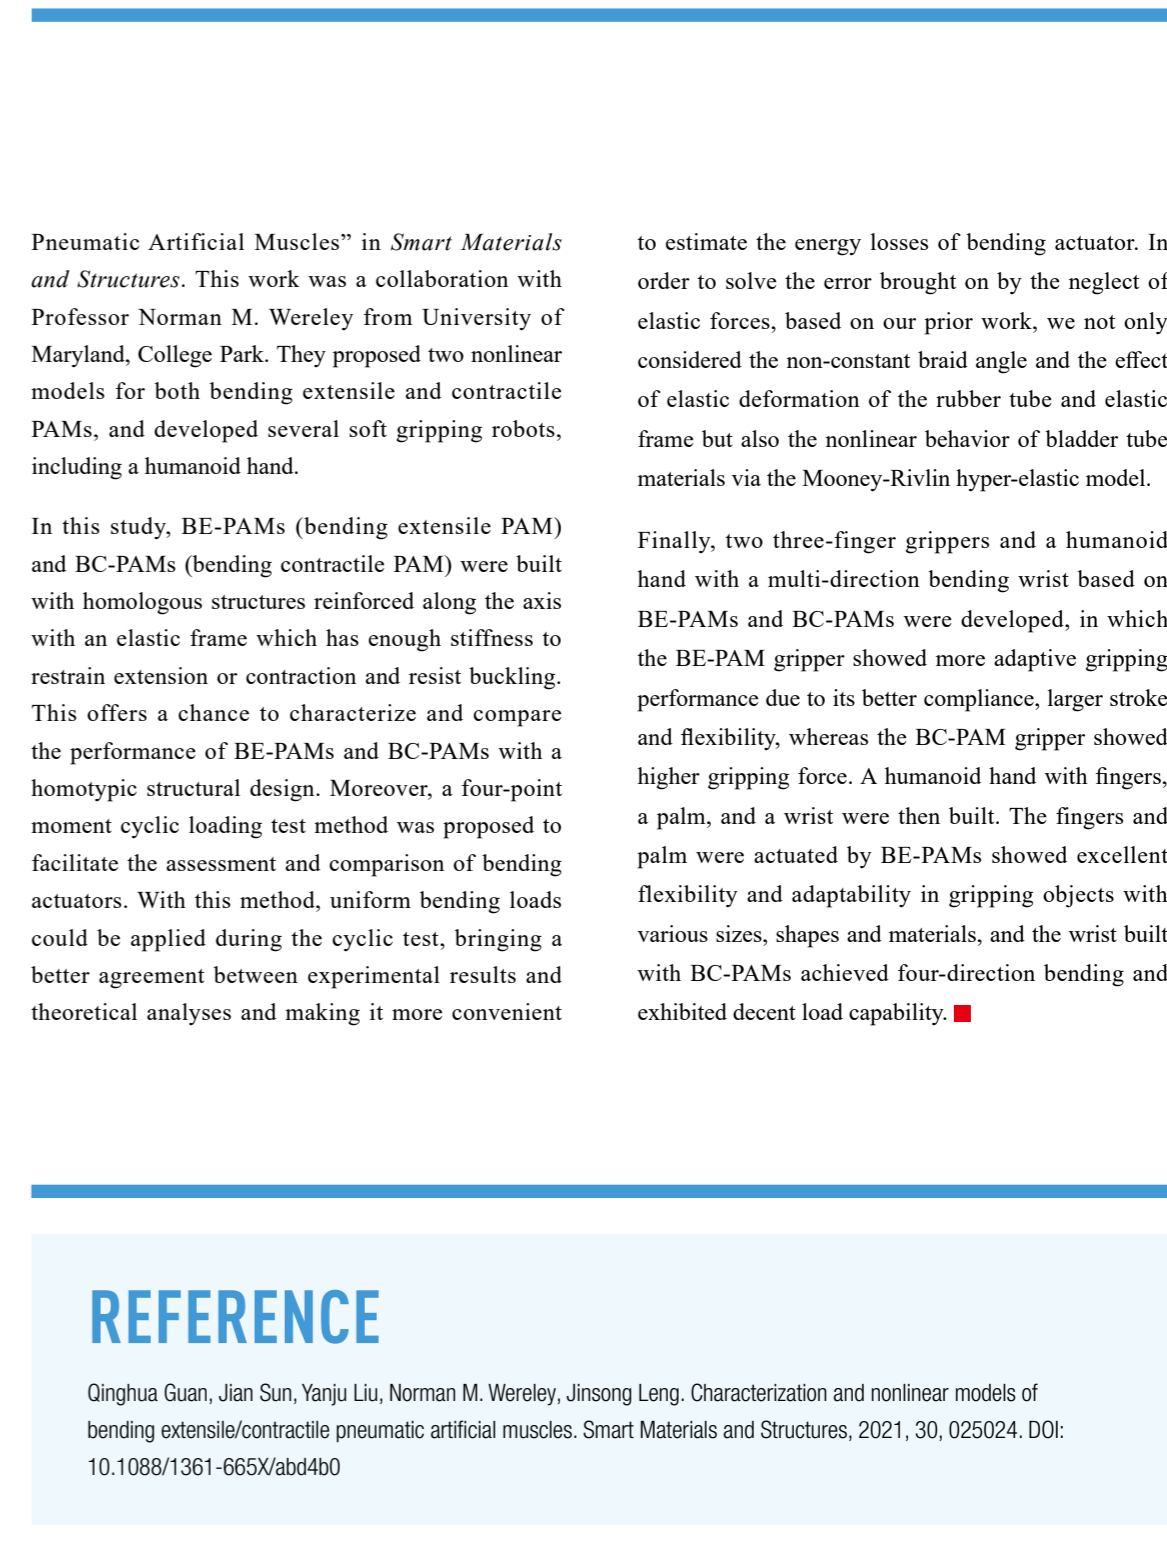 Pneumatic Artificial Muscles” in Smart Materials
and Structures. This work was a collaboration with
Professor Norman M. Wereley from University of
Maryland, College Park. They proposed two nonlinear
models for both bending extensile and contractile
PAMs, and developed several soft gripping robots,
including a humanoid hand.
In this study, BE-PAMs (bending extensile PAM)
and BC-PAMs (bending contractile PAM) were built
with homologous structures reinforced along the axis
with an elastic frame which has enough stiffness to
restrain extension or contraction and resist buckling.
This offers a chance to characterize and compare
the performance of BE-PAMs and BC-PAMs with a
homotypic structural design. Moreover, a four-point
moment cyclic loading test method was proposed to
facilitate the assessment and comparison of bending
actuators. With this method, uniform bending loads
could be applied during the cyclic test, bringing a
better agreement between experimental results and
theoretical analyses and making it more convenient
to estimate the energy losses of bending actuator. In
order to solve the error brought on by the neglect of
elastic forces, based on our prior work, we not only
considered the non-constant braid angle and the effect
of elastic deformation of the rubber tube and elastic
frame but also the nonlinear behavior of bladder tube
materials via the Mooney-Rivlin hyper-elastic model.
Finally, two three-finger grippers and a humanoid
hand with a multi-direction bending wrist based on
BE-PAMs and BC-PAMs were developed, in which
the BE-PAM gripper showed more adaptive gripping
performance due to its better compliance, larger stroke
and flexibility, whereas the BC-PAM gripper showed
higher gripping force. A humanoid hand with fingers,
a palm, and a wrist were then built. The fingers and
palm were actuated by BE-PAMs showed excellent
flexibility and adaptability in gripping objects with
various sizes, shapes and materials, and the wrist built
with BC-PAMs achieved four-direction bending and
exhibited decent load capability.
REFERENCE
Qinghua Guan, Jian Sun, Yanju Liu, Norman M. Wereley, Jinsong Leng. Characterization and nonlinear models of
bending extensile/contractile pneumatic artificial muscles. Smart Materials and Structures, 2021, 30, 025024. DOI:
10.1088/1361-665X/abd4b0